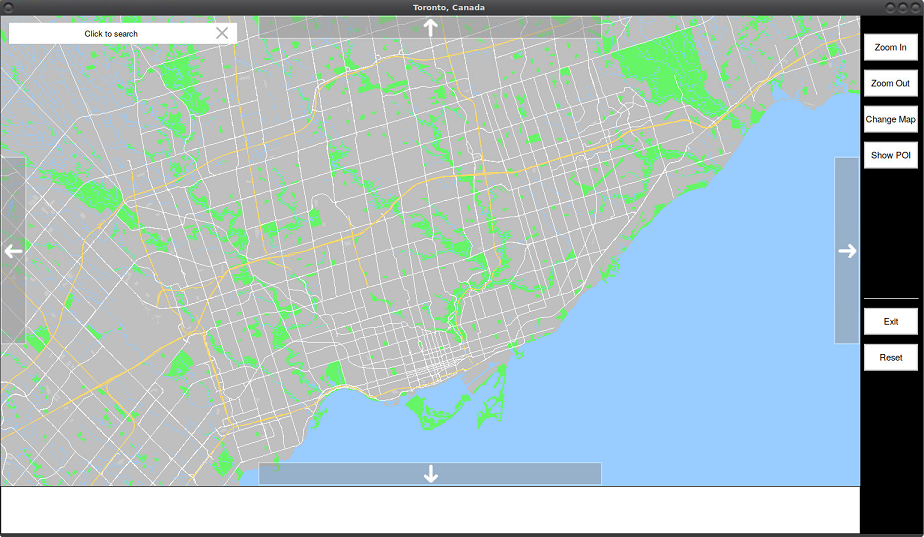 Toronto, Canada
Click to search
Zoom In
Zoom Out
Change Map
Show POI
Exit
Reset